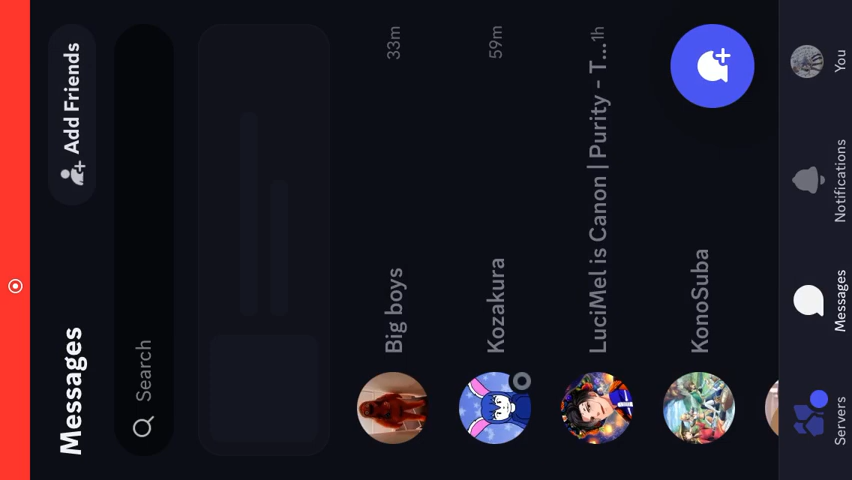 Messages
Add Friends
Search
Big boys
33m
Kozakura
59m
LuciMel is Canon | Purity - T...
1h
KonoSuba
Servers
Messages
Notifications
You